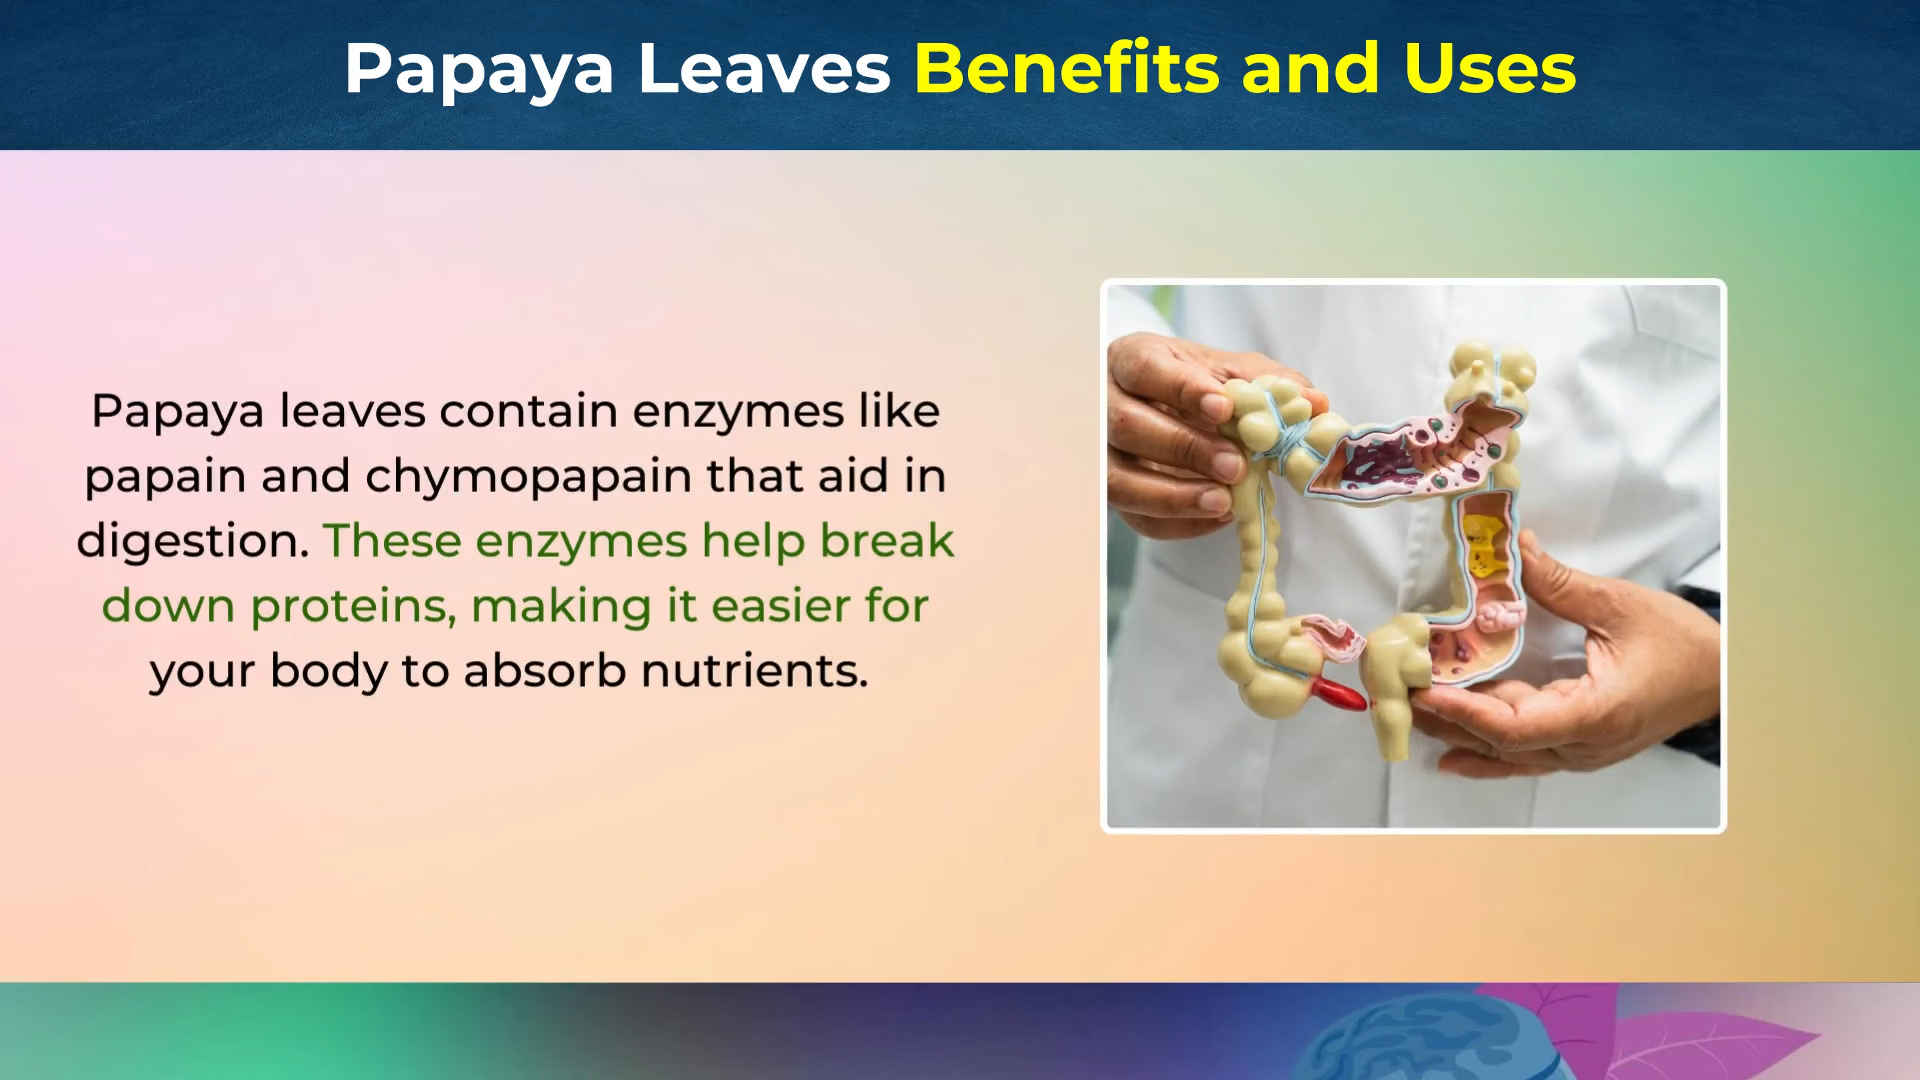 Papaya Leaves Benefits and Uses
Papaya leaves contain enzymes like
papain and chymopapain that aid in
digestion. These enzymes help break
down proteins, making it easier for
your body to absorb nutrients.